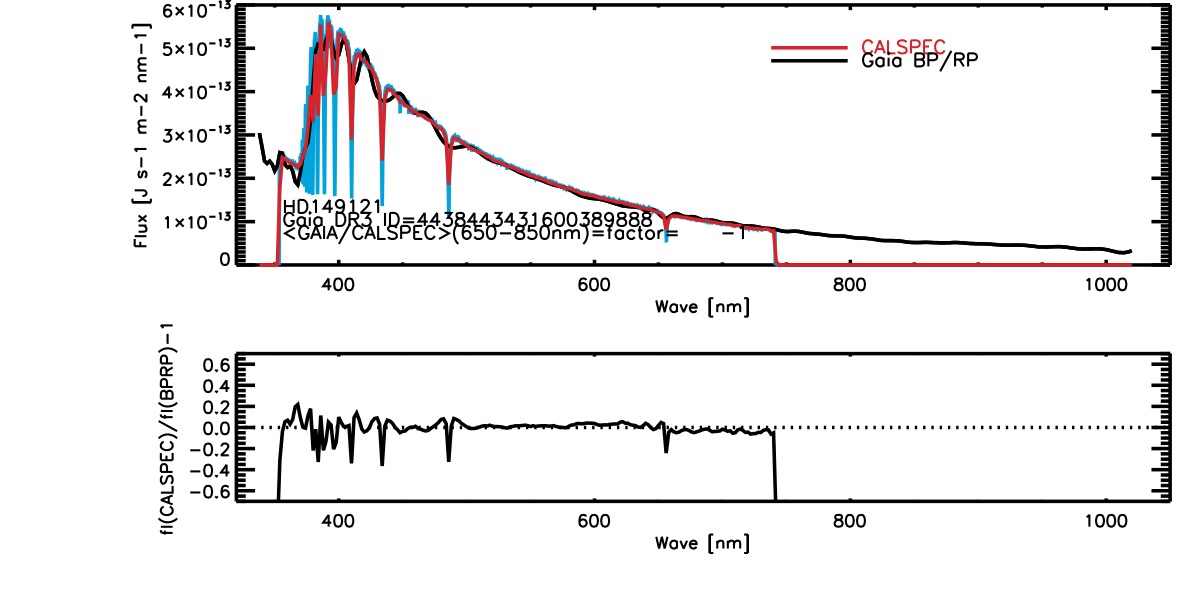 6×10−13
5×10−13
4×10−13
3×10−13
2×10−13
1×10−13
0
Flux [J s−1 m−2 nm−1]
CALSPEC
Gaia BP/RP
HD149121
Gaia DR3 ID=4438443431600389888
<GAIA/CALSPEC>(650−850nm)=factor= −1
400 600 800 1000
Wave [nm]
fl(CALSPEC)/fl(BPRP)−1
0.6
0.4
0.2
0.0
−0.2
−0.4
−0.6
400 600 800 1000
Wave [nm]